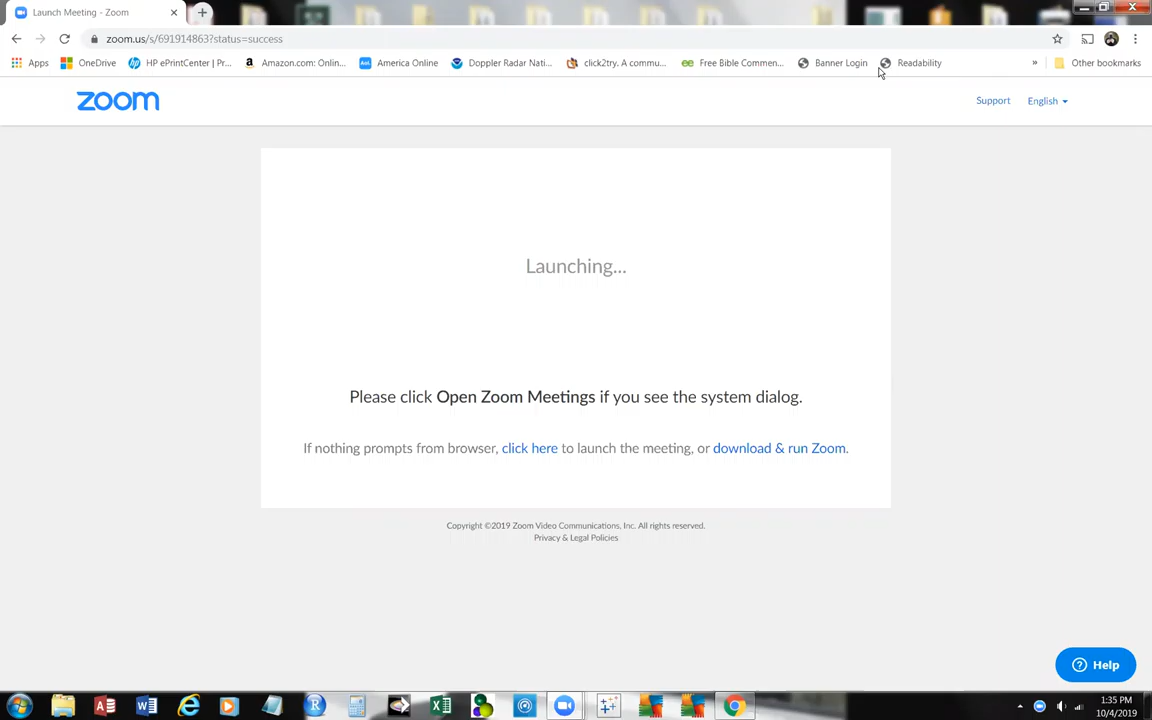 Launch Meeting - Zoom
zoom.us/s/691914863?status=success
Apps OneDrive HP ePrintCenter | Pr... Amazon.com: Onlin... America Online Doppler Radar Nati... click2try. A commu... Free Bible Commen... Banner Login Readability » Other bookmarks
zoom
Support English
Launching...
Please click Open Zoom Meetings if you see the system dialog.
If nothing prompts from browser, click here to launch the meeting, or download & run Zoom.
Copyright ©2019 Zoom Video Communications, Inc. All rights reserved.
Privacy & Legal Policies
Help
1:35 PM
10/4/2019